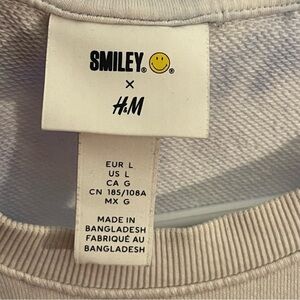 SMILEY® ®
×
H&M
EUR L
US L
CA G
CN 185/108A
MX G
MADE IN
BANGLADESH
FABRIQUÉ AU
BANGLADESH